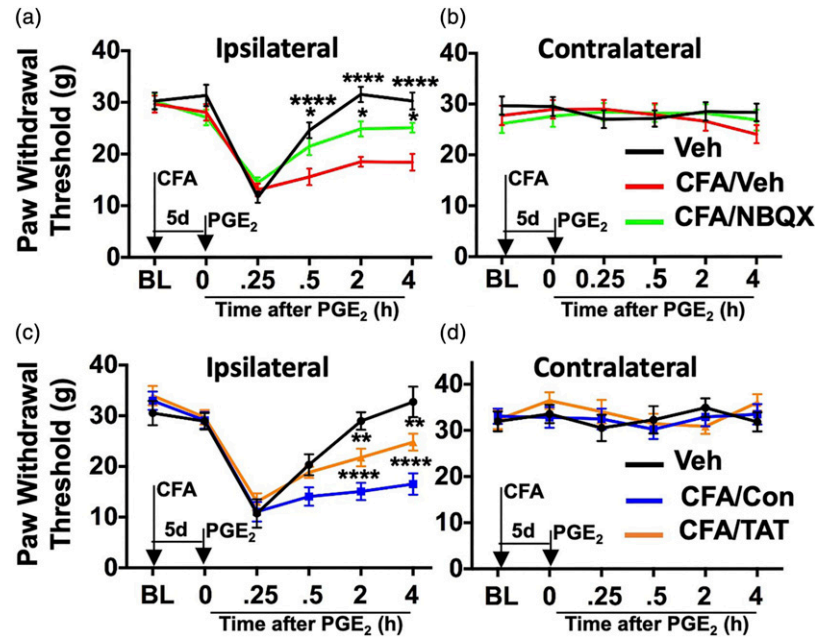 (a)
Ipsilateral
Paw Withdrawal
Threshold (g)
40
30
20
10
0
****
*
****
*
****
*
CFA
5d
PGE₂
BL 0 .25 .5 2 4
Time after PGE₂ (h)
(b)
Contralateral
40
30
20
10
0
Veh
CFA/Veh
CFA/NBQX
CFA
5d
PGE₂
BL 0 0.25 .5 2 4
Time after PGE₂ (h)
(c)
Ipsilateral
Paw Withdrawal
Threshold (g)
40
30
20
10
0
**
****
**
****
CFA
5d
PGE₂
BL 0 .25 .5 2 4
Time after PGE₂ (h)
(d)
Contralateral
40
30
20
10
0
Veh
CFA/Con
CFA/TAT
CFA
5d
PGE₂
BL 0 .25 .5 2 4
Time after PGE₂ (h)